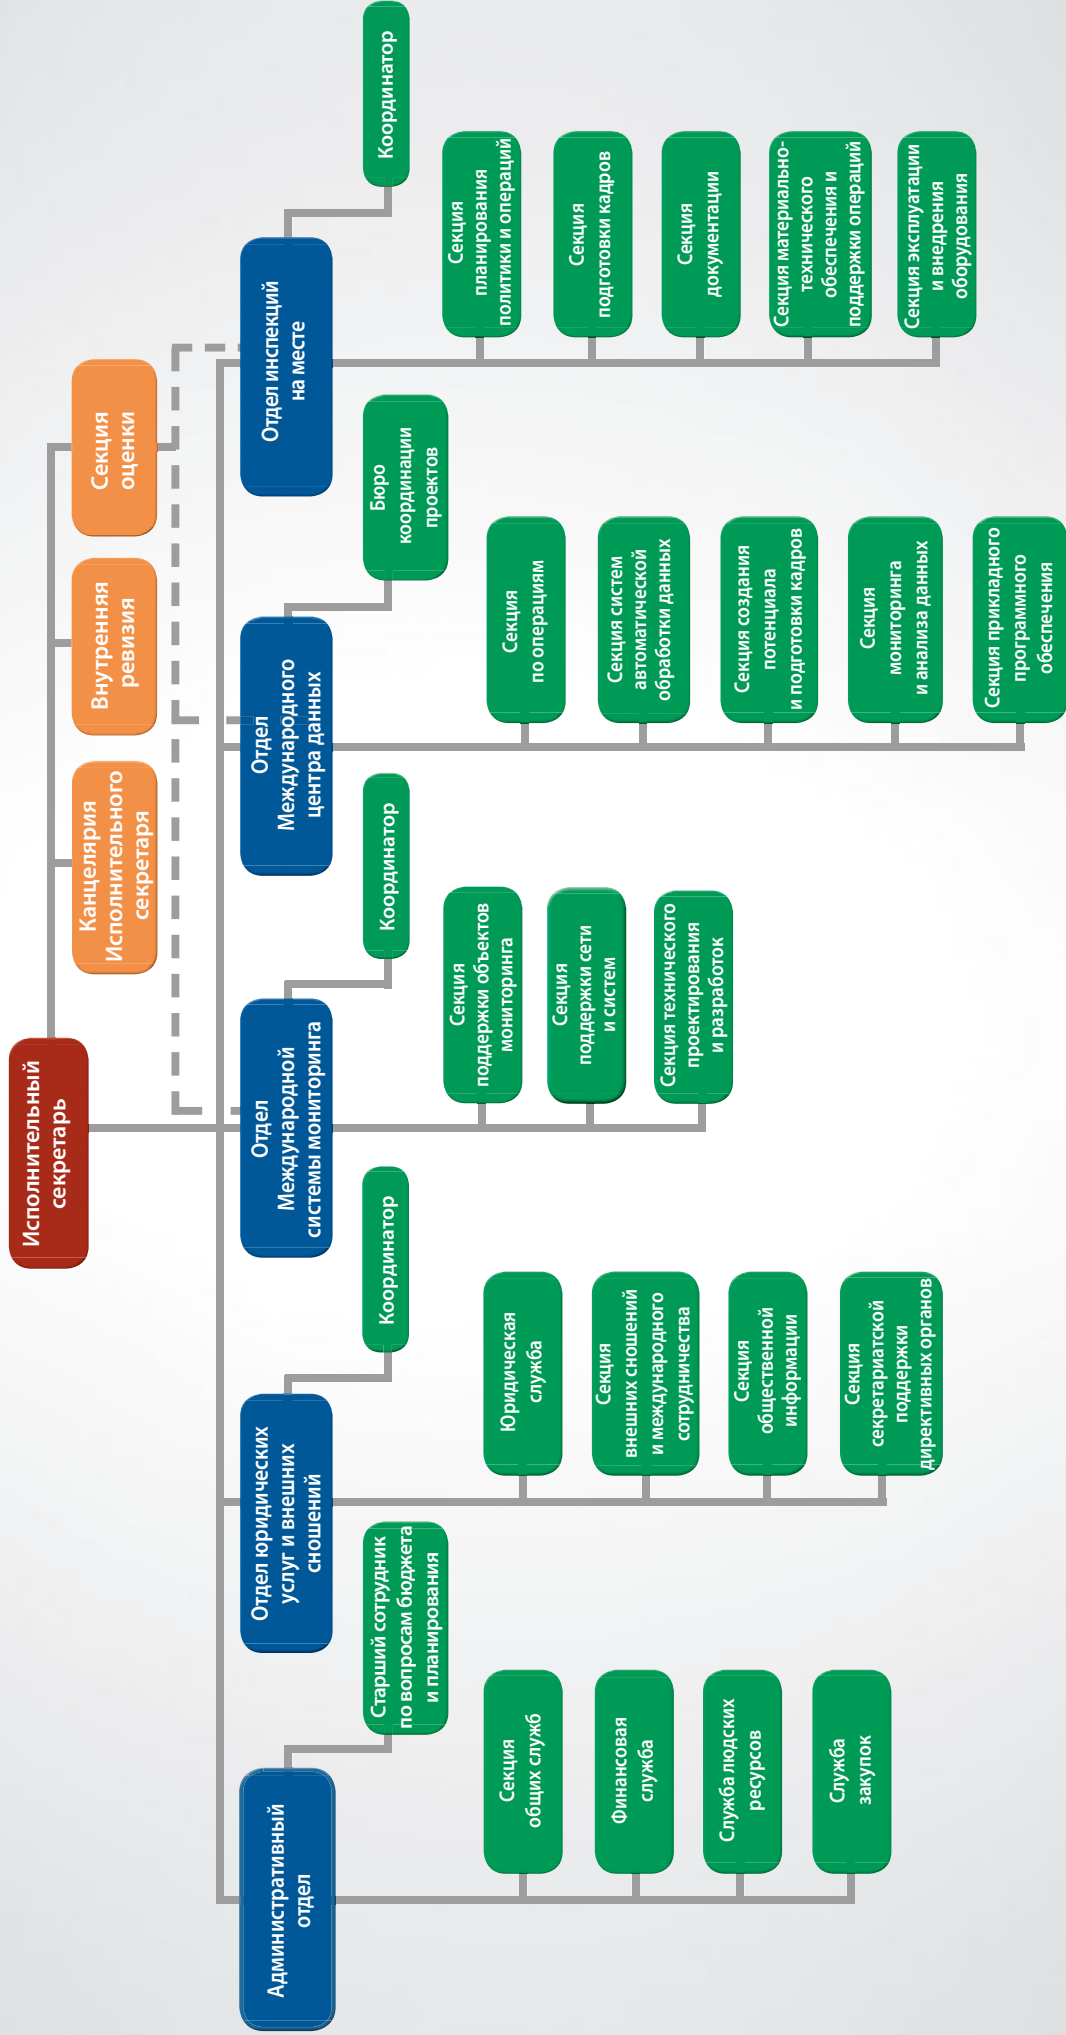 Исполнительный
секретарь
Канцелярия
Исполнительного
секретаря
Внутренняя
ревизия
Секция
оценки
Административный
отдел
Старший сотрудник
по вопросам бюджета
и планирования
Секция
общих служб
Финансовая
служба
Служба людских
ресурсов
Служба
закупок
Отдел юридических
услуг и внешних
сношений
Координатор
Юридическая
служба
Секция
внешних сношений
и международного
сотрудничества
Секция
общественной
информации
Секция
секретариатской
поддержки
директивных органов
Отдел
Международной
системы мониторинга
Координатор
Секция
поддержки объектов
мониторинга
Секция
поддержки сети
и систем
Секция технического
проектирования
и разработок
Отдел
Международного
центра данных
Бюро
координации
проектов
Секция
по операциям
Секция систем
автоматической
обработки данных
Секция создания
потенциала
и подготовки кадров
Секция
мониторинга
и анализа данных
Секция прикладного
программного
обеспечения
Отдел инспекций
на месте
Координатор
Секция
планирования
политики и операций
Секция
подготовки кадров
Секция
документации
Секция материально-
технического
обеспечения и
поддержки операций
Секция эксплуатации
и внедрения
оборудования